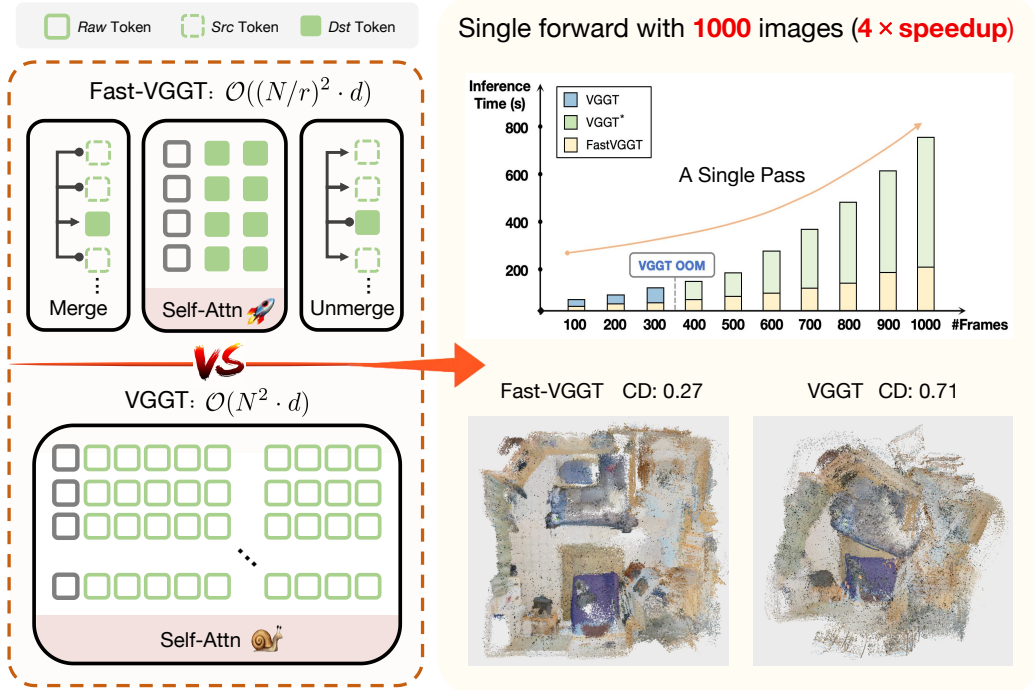 Raw Token
Src Token
Dst Token
Fast-VGGT: O((N/r)² · d)
Merge
Self-Attn
Unmerge
VS
VGGT: O(N² · d)
Self-Attn
Single forward with 1000 images (4 × speedup)
Inference
Time (s)
800
600
400
200
VGGT
VGGT*
FastVGGT
A Single Pass
VGGT OOM
100 200 300 400 500 600 700 800 900 1000 #Frames
Fast-VGGT CD: 0.27
VGGT CD: 0.71